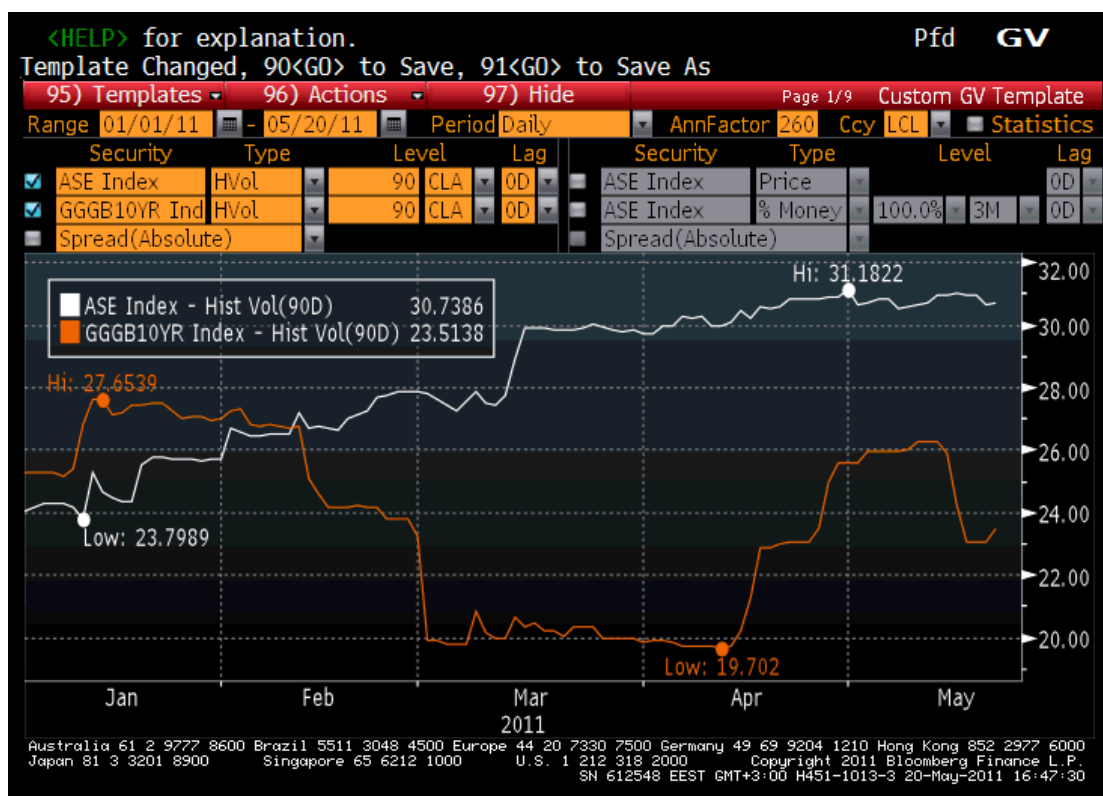 <HELP> for explanation. Pfd GV
Template Changed, 90<GO> to Save, 91<GO> to Save As
95) Templates 96) Actions 97) Hide Page 1/9 Custom GV Template
Range 01/01/11 - 05/20/11 Period Daily AnnFactor 260 Ccy LCL Statistics
Security Type Level Lag Security Type Level Lag
ASE Index HVol 90 CLA 0D ASE Index Price 0D
GGGB10YR Ind HVol 90 CLA 0D ASE Index % Money 100.0% 3M 0D
Spread(Absolute) Spread(Absolute)
Hi: 31.1822
32.00
ASE Index - Hist Vol(90D) 30.7386
GGGB10YR Index - Hist Vol(90D) 23.5138
30.00
Hi: 27.6539
28.00
26.00
24.00
Low: 23.7989
22.00
20.00
Low: 19.702
Jan Feb Mar Apr May
2011
Australia 61 2 9777 8600 Brazil 5511 3048 4500 Europe 44 20 7330 7500 Germany 49 69 9204 1210 Hong Kong 852 2977 6000
Japan 81 3 3201 8900 Singapore 65 6212 1000 U.S. 1 212 318 2000 Copyright 2011 Bloomberg Finance L.P.
SN 612548 EEST GMT+3:00 H451-1013-3 20-May-2011 16:47:30